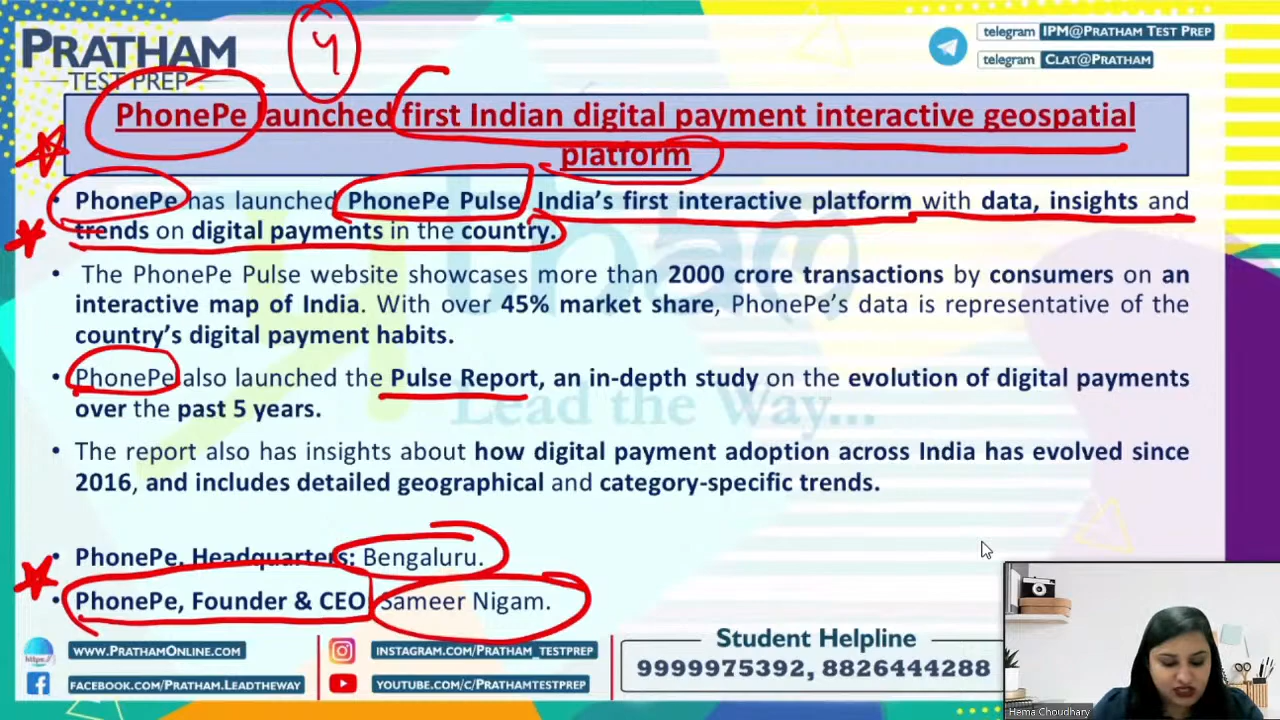 PRATHAM
TEST PREP
4
telegram IPM@PRATHAM TEST PREP
telegram CLAT@PRATHAM
PhonePe launched first Indian digital payment interactive geospatial
platform
• PhonePe has launched PhonePe Pulse, India's first interactive platform with data, insights and
trends on digital payments in the country.
• The PhonePe Pulse website showcases more than 2000 crore transactions by consumers on an
interactive map of India. With over 45% market share, PhonePe's data is representative of the
country's digital payment habits.
• PhonePe also launched the Pulse Report, an in-depth study on the evolution of digital payments
over the past 5 years.
• The report also has insights about how digital payment adoption across India has evolved since
2016, and includes detailed geographical and category-specific trends.
• PhonePe, Headquarters: Bengaluru.
• PhonePe, Founder & CEO: Sameer Nigam.
Lead the Way...
https://
WWW.PRATHAMONLINE.COM
FACEBOOK.COM/PRATHAM.LEADTHEWAY
INSTAGRAM.COM/PRATHAM_TESTPREP
YOUTUBE.COM/C/PRATHAMTESTPREP
Student Helpline
9999975392, 8826444288
Hema Choudhary